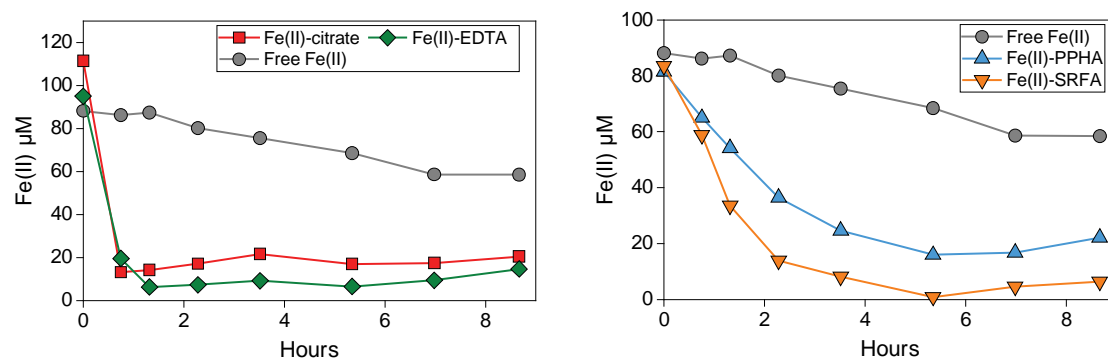 Fe(II)-citrate Fe(II)-EDTA
Free Fe(II)
120
100
80
60
40
20
0
Fe(II) µM
0 2 4 6 8
Hours
Free Fe(II)
Fe(II)-PPHA
Fe(II)-SRFA
100
80
60
40
20
0
Fe(II) µM
0 2 4 6 8
Hours